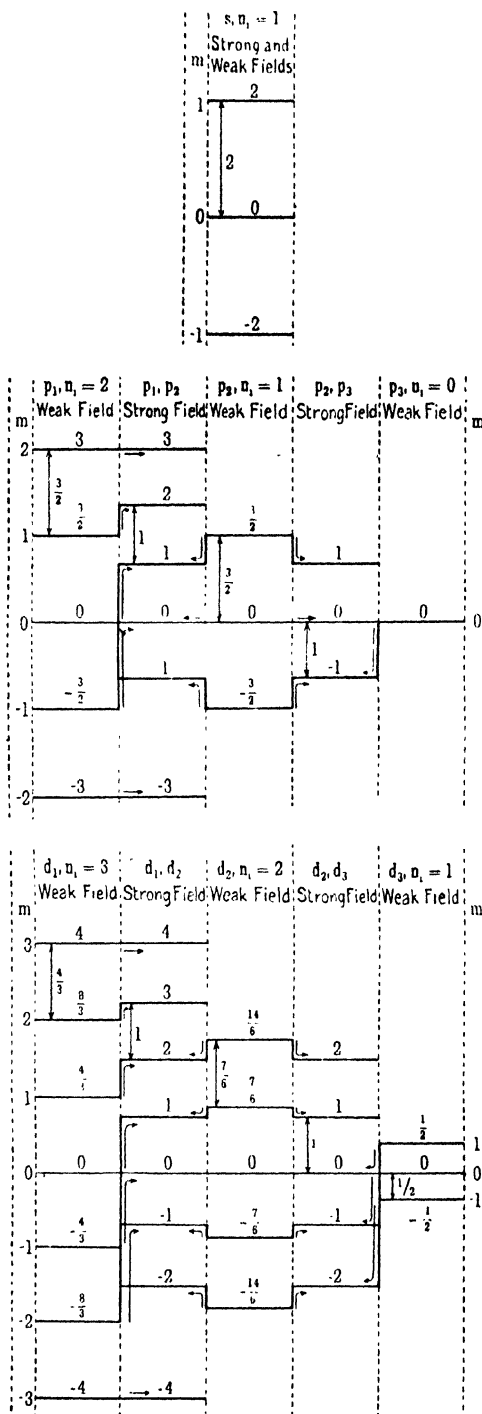 s, n₁ = 1
Strong and
m Weak Fields
1 2
2
0 0
-1 -2
p₁, n₁ = 2 p₁, p₂ p₂, n₁ = 1 p₂, p₃ p₃, n₁ = 0
Weak Field Strong Field Weak Field Strong Field Weak Field
m m
2 3 3
3/2
2
1 3/2 3/2
1 1 3/2 1
0 0 0 0 0 0 0
1 1 -1
-1 -3/2 -3/2
-2 -3 -3
d₁, n₁ = 3 d₁, d₂ d₂, n₁ = 2 d₂, d₃ d₃, n₁ = 1
Weak Field Strong Field Weak Field Strong Field Weak Field
m m
3 4 4
4/3
2 8/3 3 14/6
1 2 7/6 2
1 1 7/6 1 1/2 1
1
0 0 0 0 0 0 0
1/2
-1 -4/3 -1 -7/6 -1 -1/2 -1
-2 -8/3 -2 -14/6 -2
-3 -4 -4